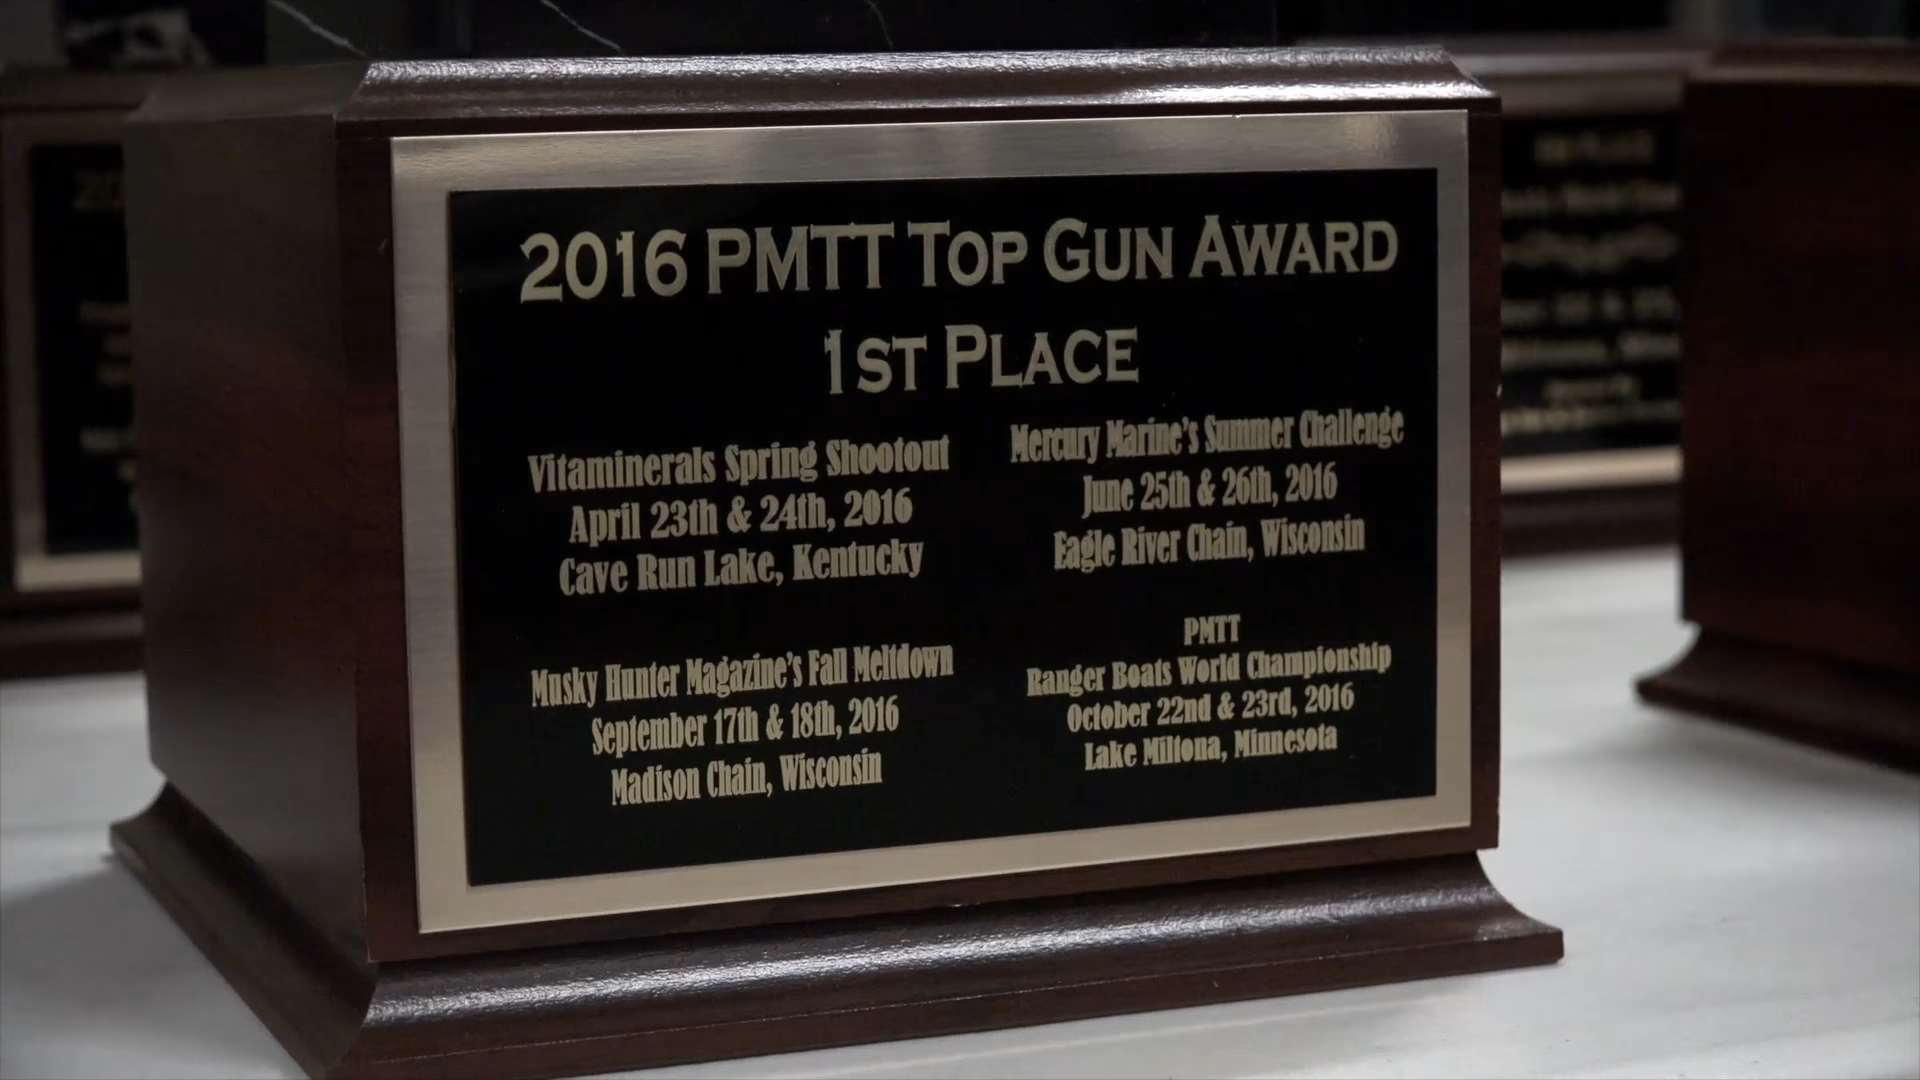 2016 PMTT TOP GUN AWARD
1ST PLACE
Vitaminerals Spring Shootout
April 23th & 24th, 2016
Cave Run Lake, Kentucky
Mercury Marine's Summer Challenge
June 25th & 26th, 2016
Eagle River Chain, Wisconsin
Musky Hunter Magazine's Fall Meltdown
September 17th & 18th, 2016
Madison Chain, Wisconsin
PMTT
Ranger Boats World Championship
October 22nd & 23rd, 2016
Lake Miltona, Minnesota
PLACE